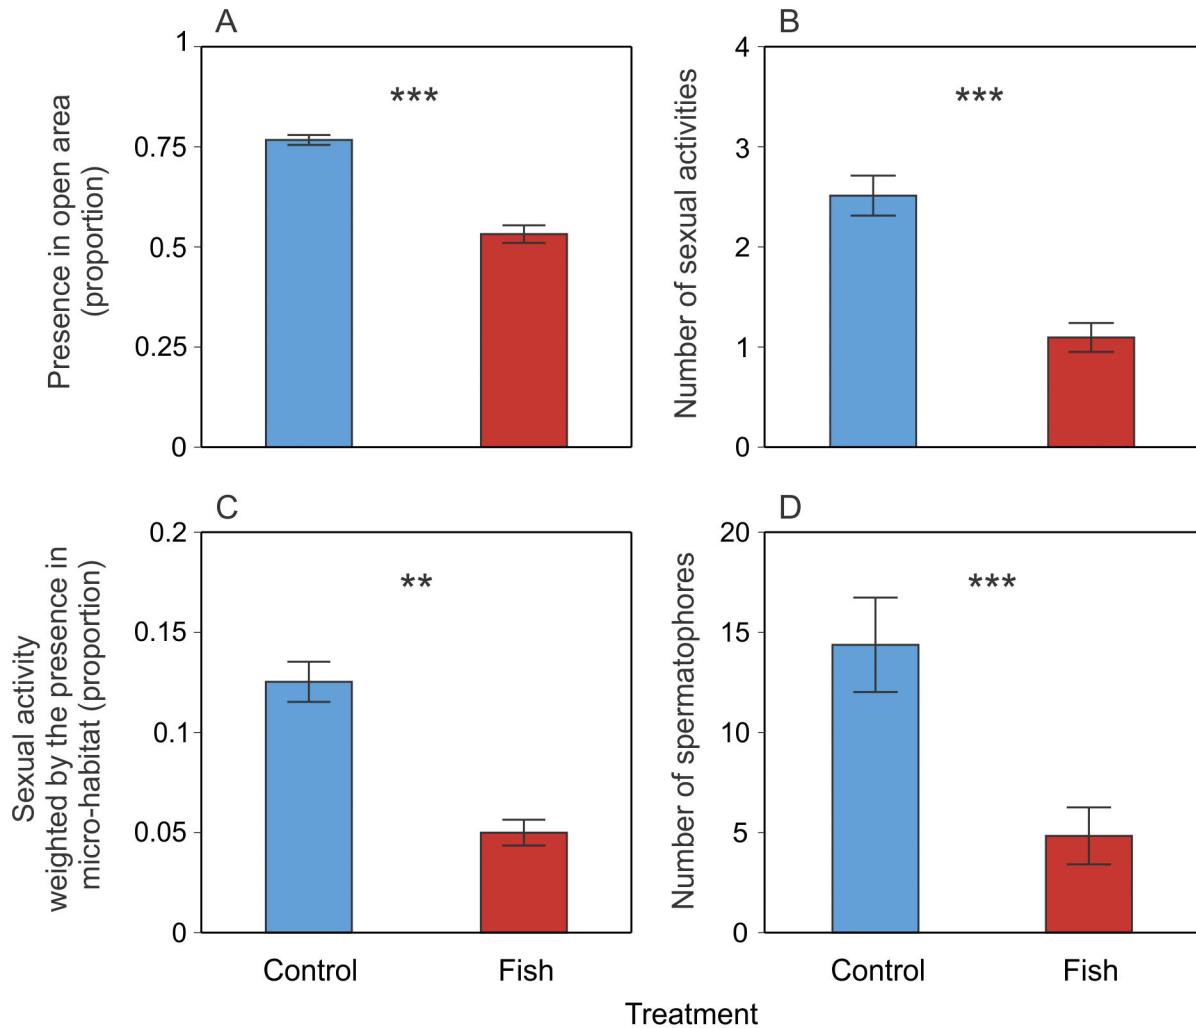 A
Presence in open area
(proportion)
1
0.75
0.5
0.25
0
***
B
Number of sexual activities
4
3
2
1
0
***
C
Sexual activity
weighted by the presence in
micro-habitat (proportion)
0.2
0.15
0.1
0.05
0
**
Control
Fish
D
Number of spermatophores
20
15
10
5
0
***
Control
Fish
Treatment